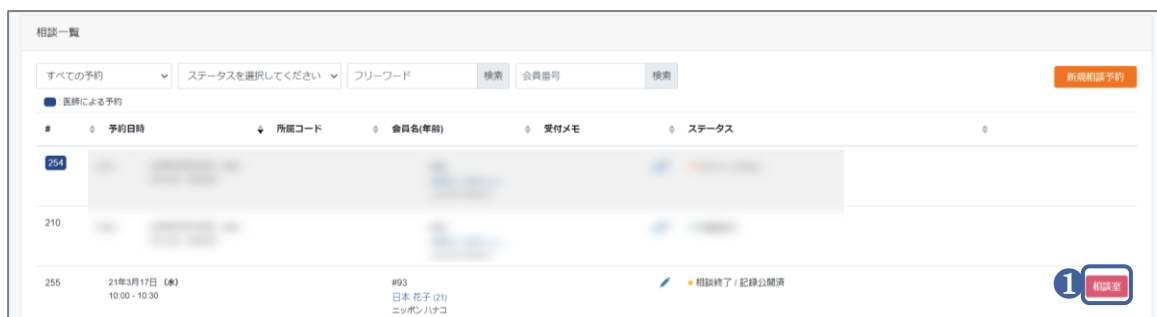 相談一覧
すべての予約 ステータスを選択してください フリーワード 検索 会員番号 検索 新規相談予約
:医師による予約
# 予約日時 所属コード 会員名(年齢) 受付メモ ステータス
254
210
255 21年3月17日 (水) #93 相談終了 / 記録公開済 1 相談室
10:00 - 10:30 日本 花子 (21)
ニッポン ハナコ